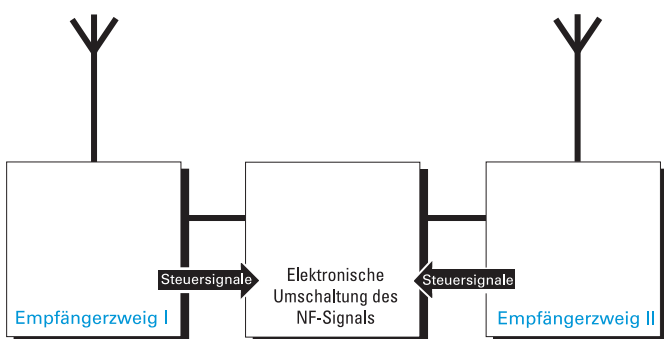 Steuersignale
Elektronische
Umschaltung des
NF-Signals
Steuersignale
Empfängerzweig I
Empfängerzweig II